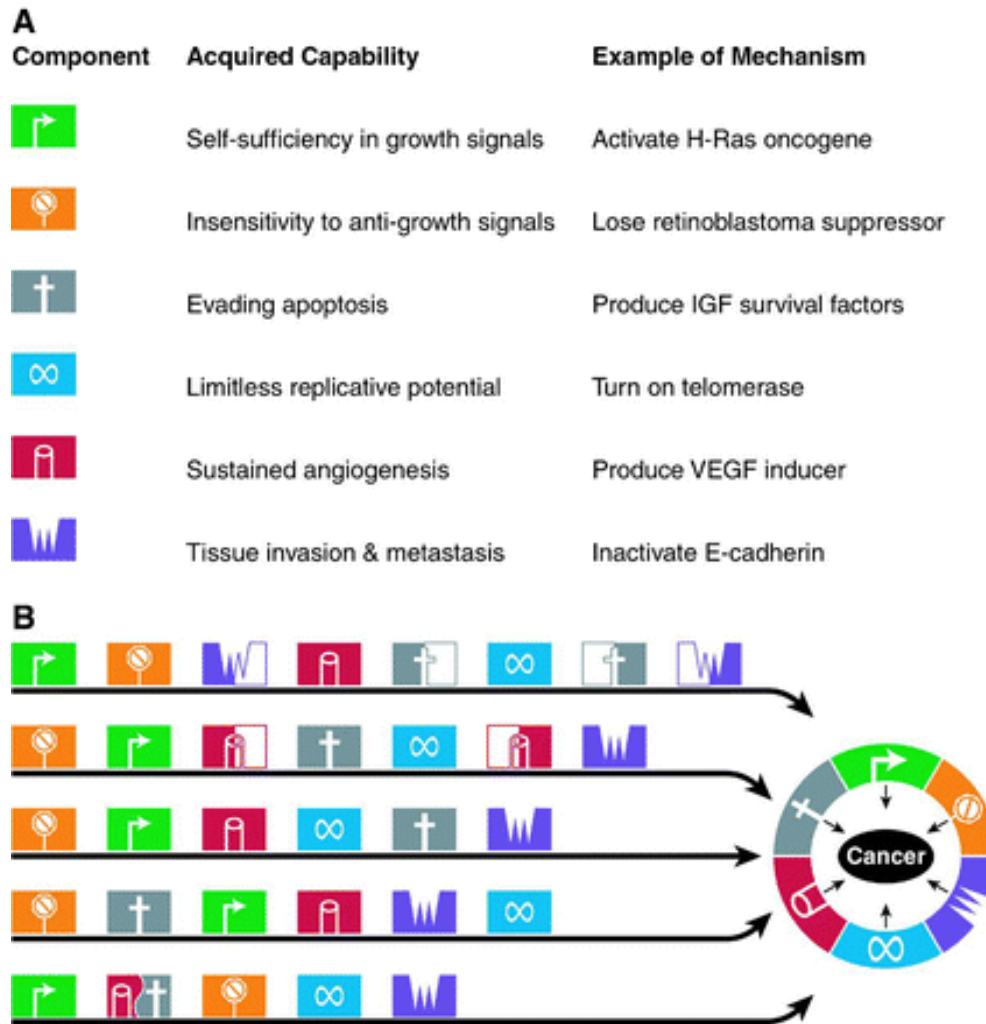 A
Component Acquired Capability Example of Mechanism
Self-sufficiency in growth signals Activate H-Ras oncogene
Insensitivity to anti-growth signals Lose retinoblastoma suppressor
Evading apoptosis Produce IGF survival factors
Limitless replicative potential Turn on telomerase
Sustained angiogenesis Produce VEGF inducer
Tissue invasion & metastasis Inactivate E-cadherin
B
Cancer